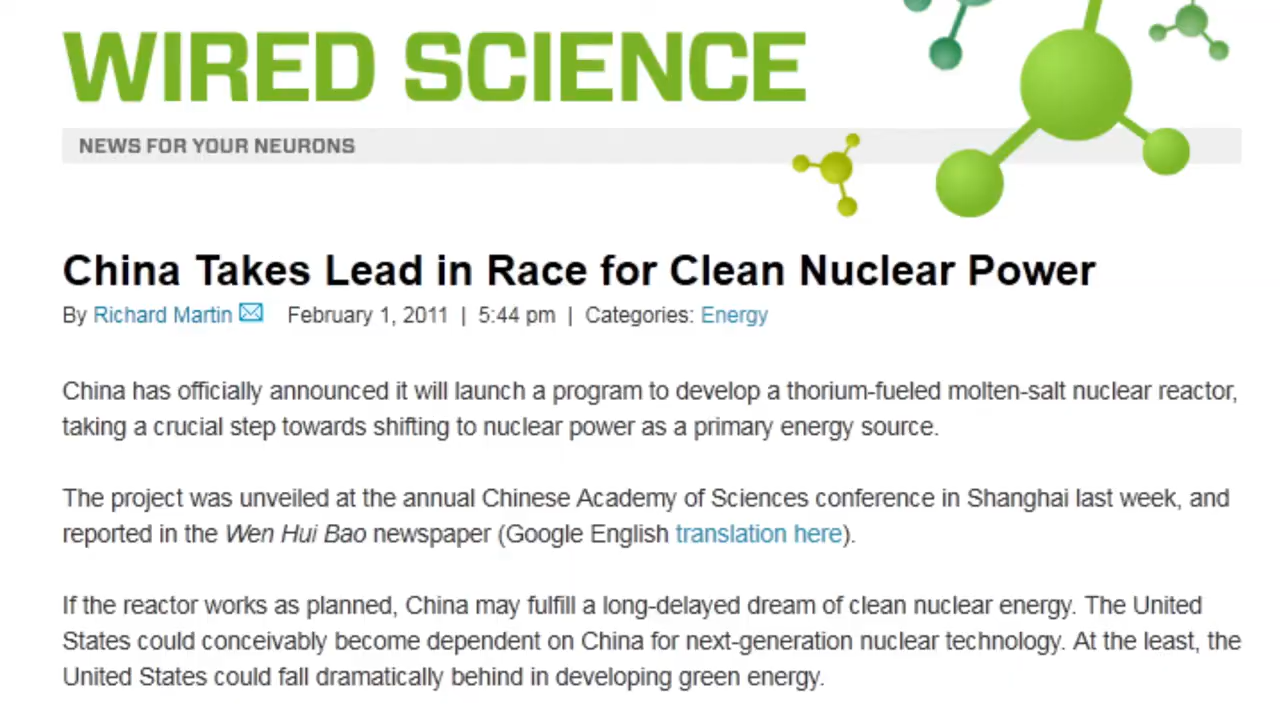 WIRED SCIENCE
NEWS FOR YOUR NEURONS
China Takes Lead in Race for Clean Nuclear Power
By Richard Martin February 1, 2011 | 5:44 pm | Categories: Energy
China has officially announced it will launch a program to develop a thorium-fueled molten-salt nuclear reactor,
taking a crucial step towards shifting to nuclear power as a primary energy source.
The project was unveiled at the annual Chinese Academy of Sciences conference in Shanghai last week, and
reported in the Wen Hui Bao newspaper (Google English translation here).
If the reactor works as planned, China may fulfill a long-delayed dream of clean nuclear energy. The United
States could conceivably become dependent on China for next-generation nuclear technology. At the least, the
United States could fall dramatically behind in developing green energy.